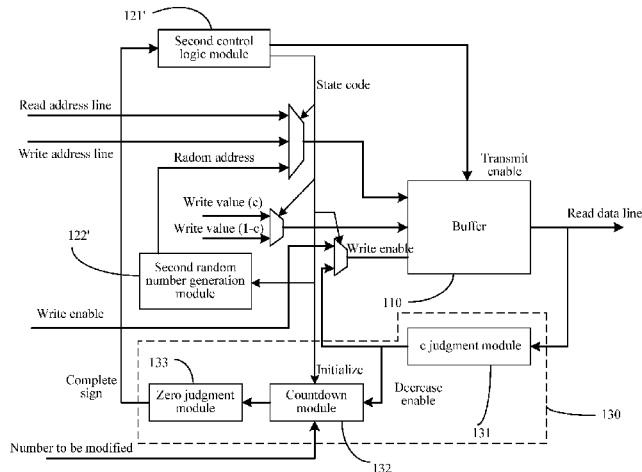 121'
Second control
logic module
State code
Read address line
Write address line
Radom address
Transmit
enable
Write value (c)
Write value (1-c)
Buffer
Read data line
122'
Write enable
Second random
number generation
module
110
Write enable
c judgment module
Initialize
133
Complete
sign
Zero judgment
module
Countdown
module
Decrease
enable
131
130
Number to be modified
132